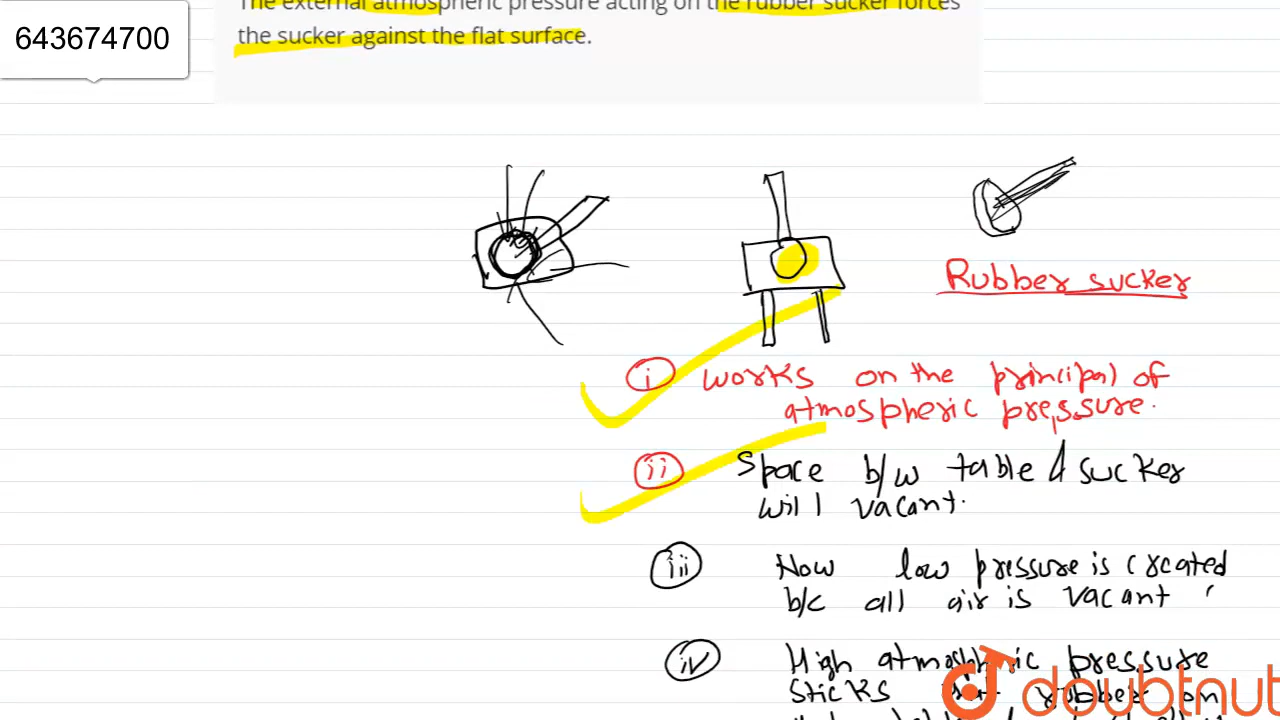 The external atmospheric pressure acting on the rubber sucker forces
643674700
the sucker against the flat surface.
Rubber sucker
i works on the principal of
atmospheric pressure.
ii Space b/w table & sucker
will vacant.
iii Now low pressure is created
b/c all air is vacant
iv High atmospheric pressure
sticks that rubber on
doubtnut